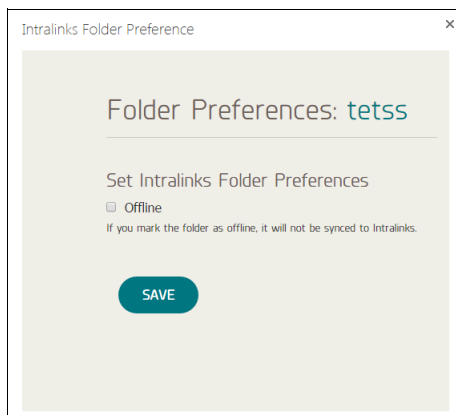 Intralinks Folder Preference
Folder Preferences: tetss
Set Intralinks Folder Preferences
Offline
If you mark the folder as offline, it will not be synced to Intralinks.
SAVE